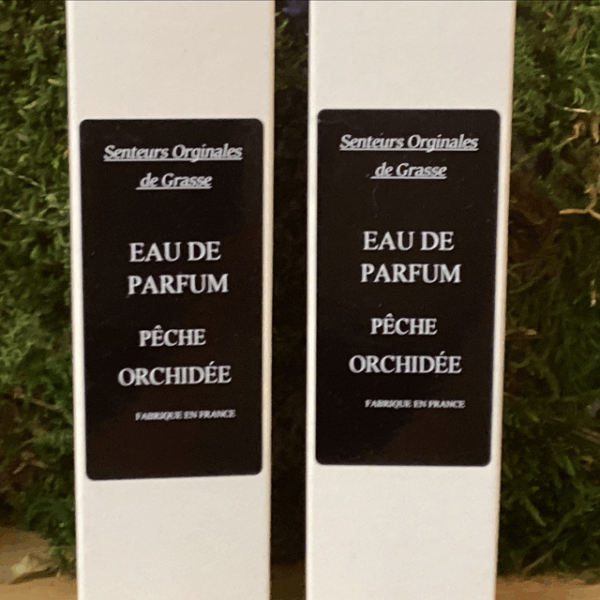 Senteurs Orginales
de Grasse
EAU DE
PARFUM
PÊCHE
ORCHIDÉE
FABRIQUE EN FRANCE
Senteurs Orginales
de Grasse
EAU DE
PARFUM
PÊCHE
ORCHIDÉE
FABRIQUE EN FRANCE